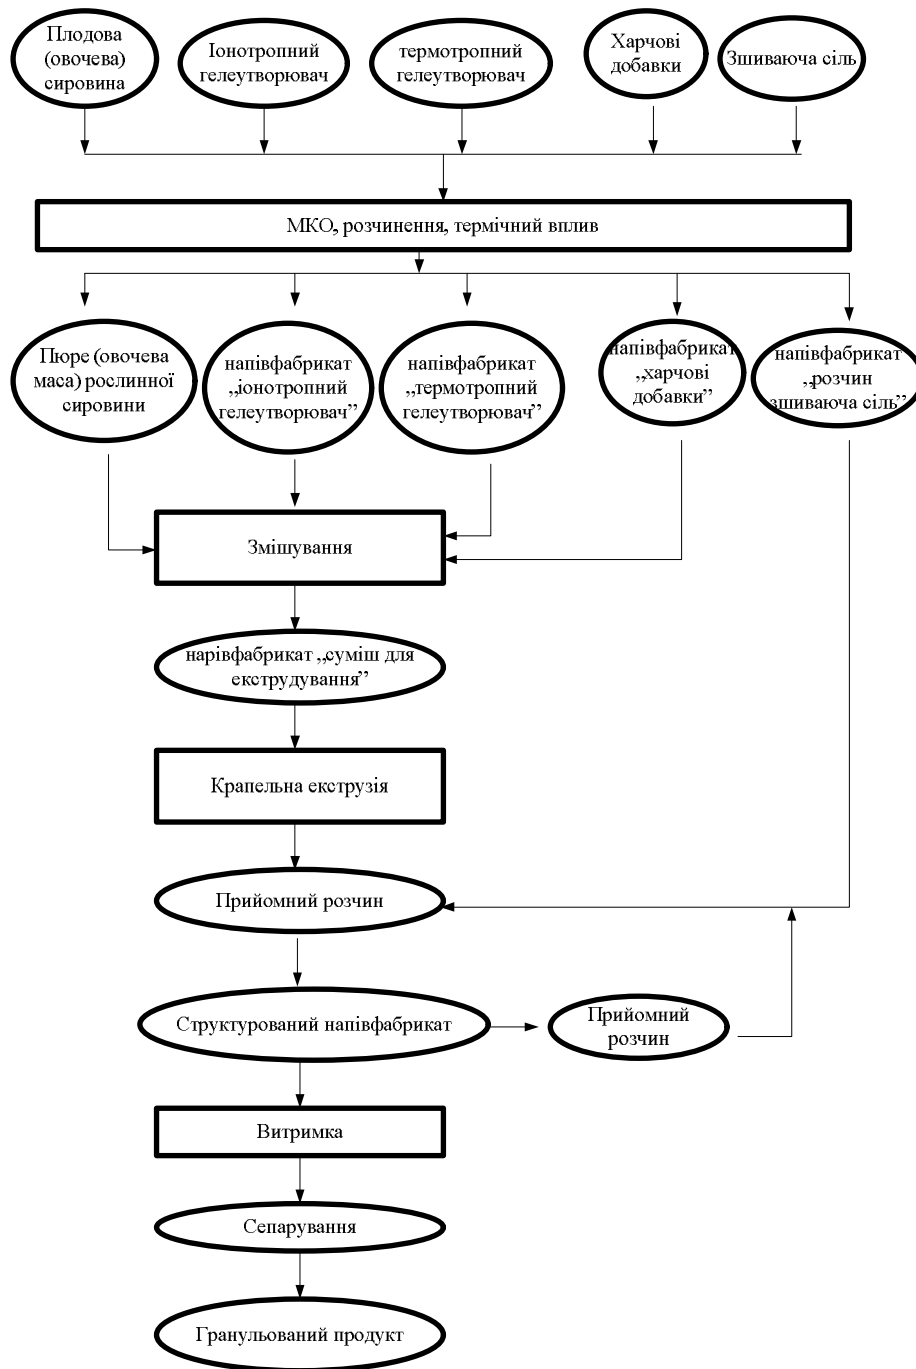 Плодова
(овочева)
сировина
Іонотропний
гелеутворювач
термотропний
гелеутворювач
Харчові
добавки
Зшиваюча сіль
МКО, розчинення, термічний вплив
Пюре (овочева
маса) рослинної
сировини
напівфабрикат
„іонотропний
гелеутворювач”
напівфабрикат
„термотропний
гелеутворювач”
напівфабрикат
„харчові
добавки”
напівфабрикат
„розчин
зшиваюча сіль”
Змішування
нарівфабрикат „суміш для
екструдування”
Крапельна екструзія
Прийомний розчин
Структурований напівфабрикат
Прийомний
розчин
Витримка
Сепарування
Гранульований продукт